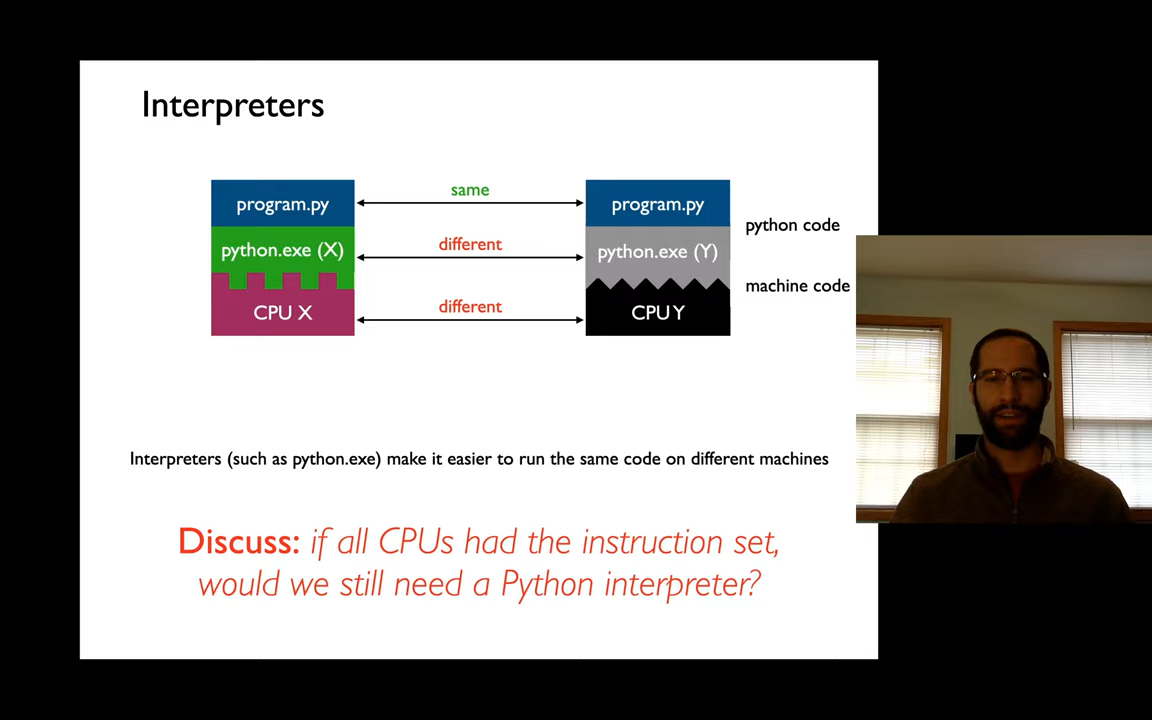 Interpreters
program.py
same
program.py
python code
python.exe (X)
different
python.exe (Y)
machine code
CPU X
different
CPU Y
Interpreters (such as python.exe) make it easier to run the same code on different machines
Discuss: if all CPUs had the instruction set,
would we still need a Python interpreter?